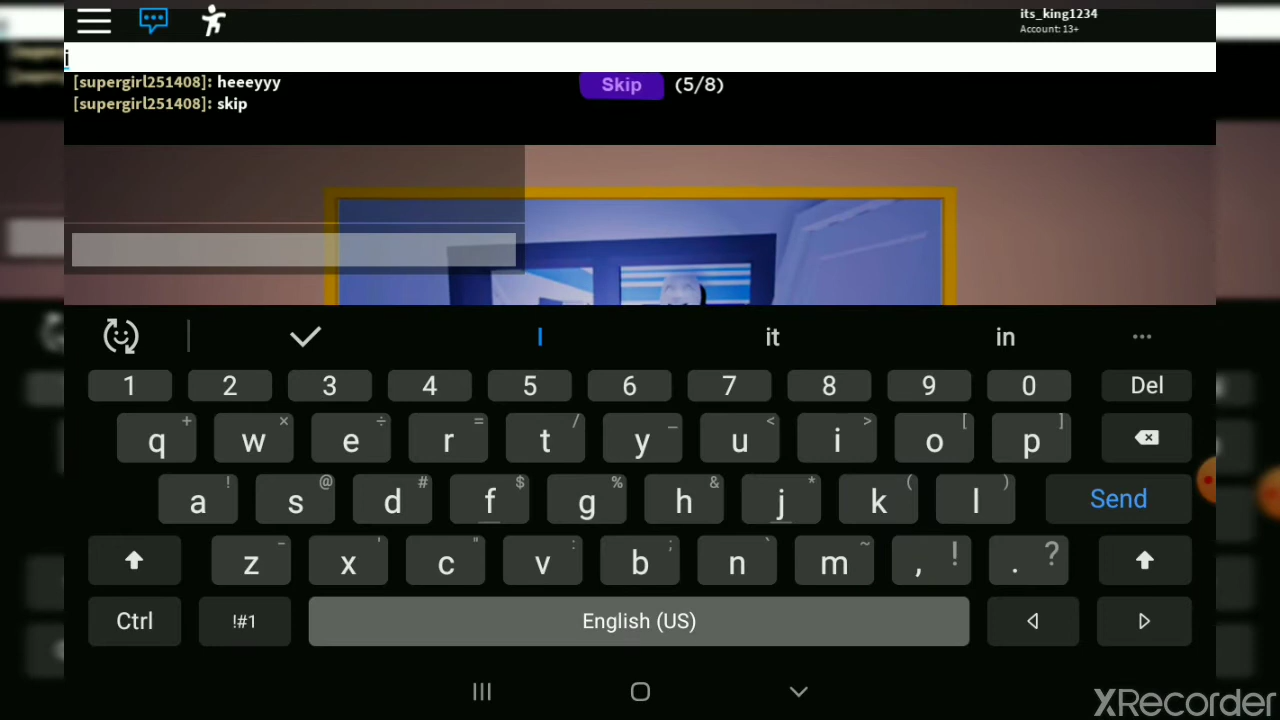 its_king1234
Account: 13+
i
[supergirl251408]: heeeyyy
[supergirl251408]: skip
Skip (5/8)
I it in ...
1 2 3 4 5 6 7 8 9 0 Del
+ × ÷ = / _ < > [ ]
q w e r t y u i o p
! @ # $ % & * ( )
a s d f g h j k l Send
- ' " : ; ` ~ ! ?
z x c v b n m , .
Ctrl !#1 English (US)
XRecorder